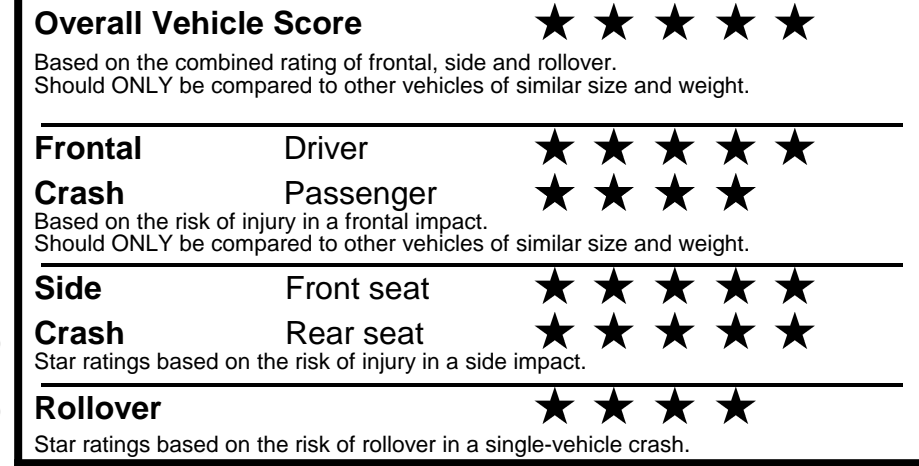 Overall Vehicle Score ★ ★ ★ ★ ★
Based on the combined rating of frontal, side and rollover.
Should ONLY be compared to other vehicles of similar size and weight.
Frontal Driver ★ ★ ★ ★ ★
Crash Passenger ★ ★ ★ ★
Based on the risk of injury in a frontal impact.
Should ONLY be compared to other vehicles of similar size and weight.
Side Front seat ★ ★ ★ ★ ★
Crash Rear seat ★ ★ ★ ★ ★
Star ratings based on the risk of injury in a side impact.
Rollover ★ ★ ★ ★
Star ratings based on the risk of rollover in a single-vehicle crash.